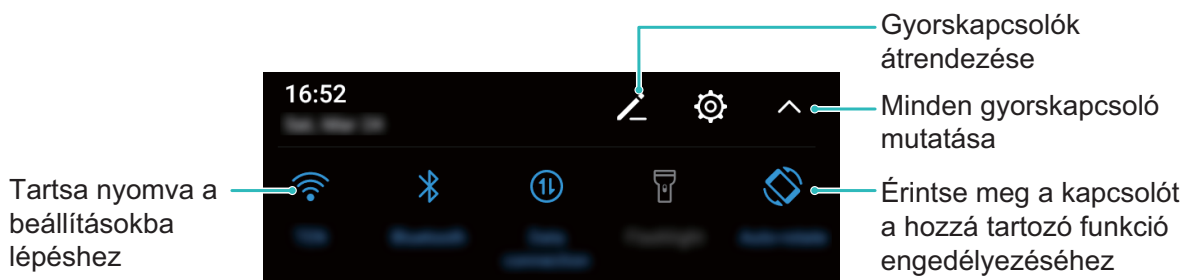 Gyorskapcsolók
átrendezése
16:52
Minden gyorskapcsoló
mutatása
Tartsa nyomva a
beállításokba
lépéshez
Érintse meg a kapcsolót
a hozzá tartozó funkció
engedélyezéséhez